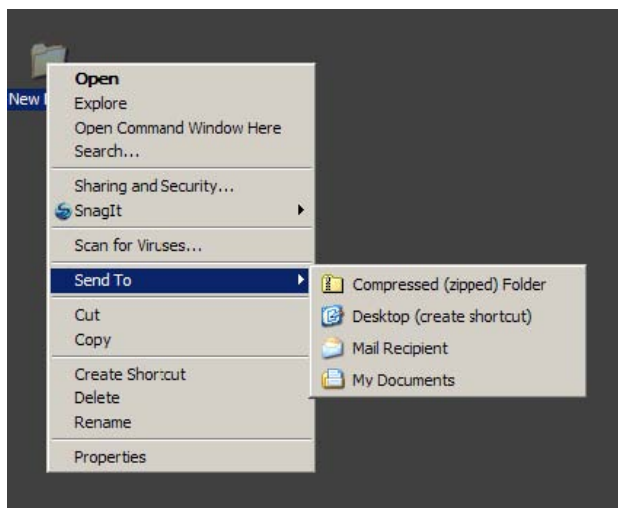 New
Open
Explore
Open Command Window Here
Search...
Sharing and Security...
SnagIt
Scan for Viruses...
Send To
Cut
Copy
Create Shortcut
Delete
Rename
Properties
Compressed (zipped) Folder
Desktop (create shortcut)
Mail Recipient
My Documents